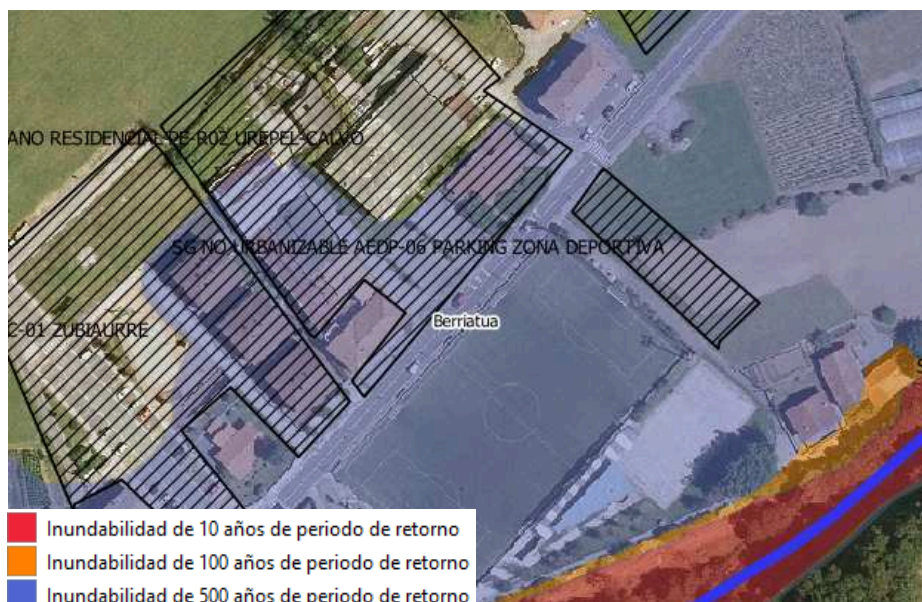 ANO RESIDENCIAL PE-R02 UREPEL-CALVO
SG NO URBANIZABLE AEDP-06 PARKING ZONA DEPORTIVA
C-01 ZUBIAURRE
Berriatua
Inundabilidad de 10 años de periodo de retorno
Inundabilidad de 100 años de periodo de retorno
Inundabilidad de 500 años de periodo de retorno